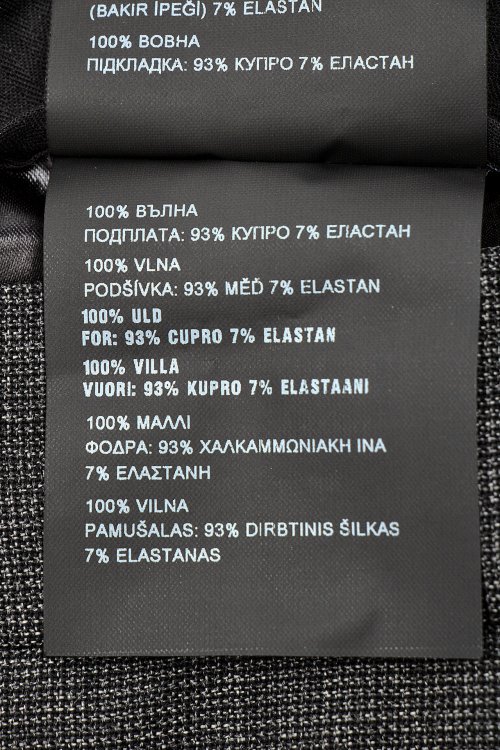 (BAKIR İPEĞİ) 7% ELASTAN
100% ВОВНА
ПІДКЛАДКА: 93% КУПРО 7% ЕЛАСТАН
100% ВЪЛНА
ПОДПЛАТА: 93% КУПРО 7% ЕЛАСТАН
100% VLNA
PODŠÍVKA: 93% MĚĎ 7% ELASTAN
100% ULD
FOR: 93% CUPRO 7% ELASTAN
100% VILLA
VUORI: 93% KUPRO 7% ELASTAANI
100% ΜΑΛΛΙ
ΦΟΔΡΑ: 93% ΧΑΛΚΑΜΜΩΝΙΑΚΗ ΙΝΑ
7% ΕΛΑΣΤΑΝΗ
100% VILNA
PAMUŠALAS: 93% DIRBTINIS ŠILKAS
7% ELASTANAS